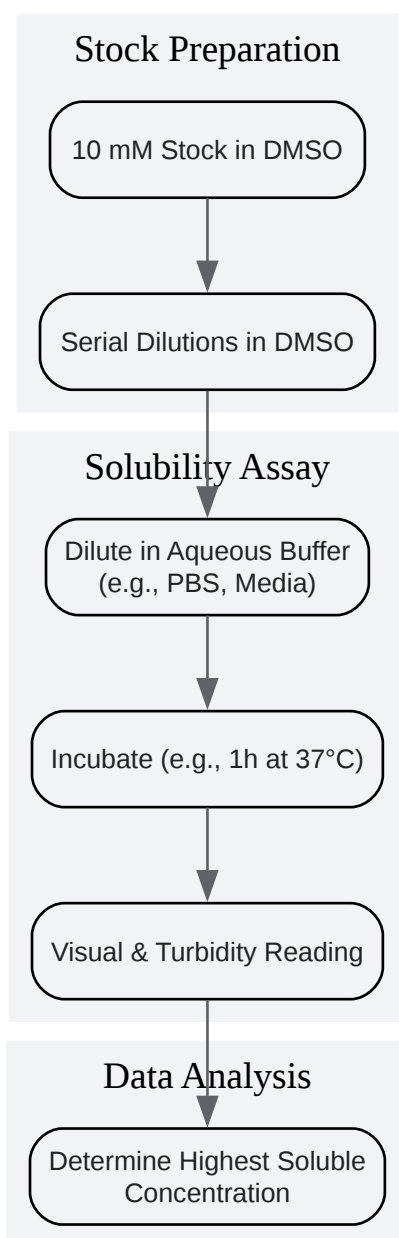 Stock Preparation
10 mM Stock in DMSO
Serial Dilutions in DMSO
Solubility Assay
Dilute in Aqueous Buffer
(e.g., PBS, Media)
Incubate (e.g., 1h at 37°C)
Visual & Turbidity Reading
Data Analysis
Determine Highest Soluble
Concentration